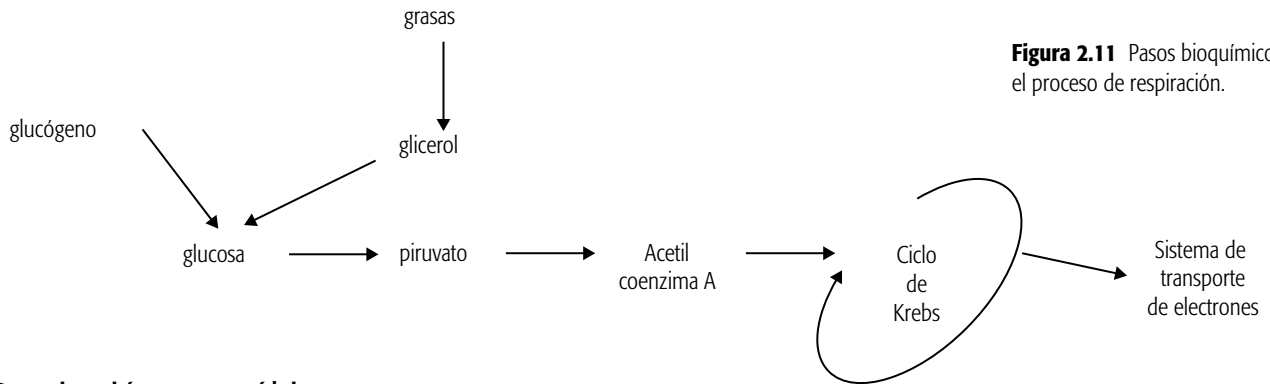 grasas
Figura 2.11 Pasos bioquímico
el proceso de respiración.
glucógeno
glicerol
glucosa
piruvato
Acetil
coenzima A
Ciclo
de
Krebs
Sistema de
transporte
de electrones